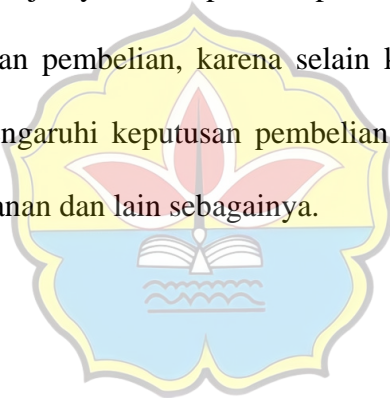 an pembelian, karena selain k
ngaruhi keputusan pembelian
anan dan lain sebagainya.